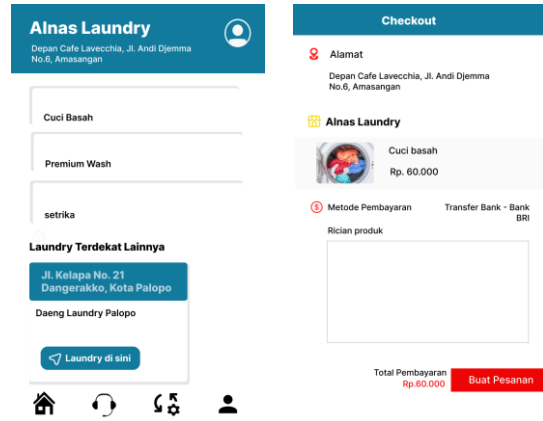 Alnas Laundry
Depan Cafe Lavecchia, Jl. Andi Djemma
No.6, Amasangan
Cuci Basah
Premium Wash
setrika
Laundry Terdekat Lainnya
Jl. Kelapa No. 21
Dangerakko, Kota Palopo
Daeng Laundry Palopo
Laundry di sini
Checkout
Alamat
Depan Cafe Lavecchia, Jl. Andi Djemma
No.6, Amasangan
Alnas Laundry
Cuci basah
Rp. 60.000
Metode Pembayaran Transfer Bank - Bank
BRI
Rician produk
Total Pembayaran
Rp.60.000
Buat Pesanan